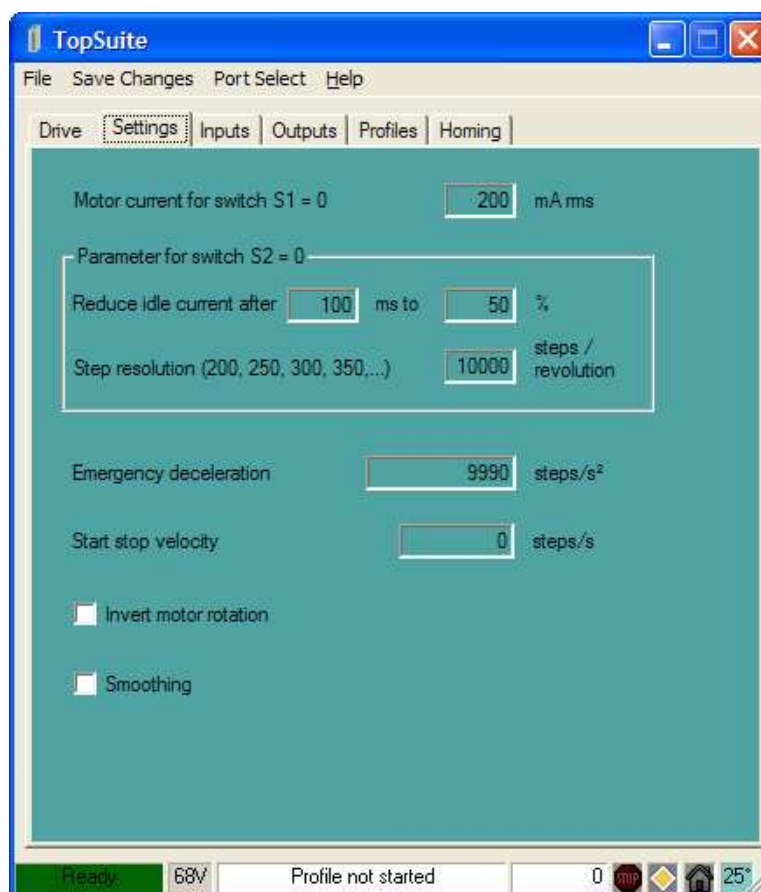 TopSuite
File Save Changes Port Select Help
Drive Settings Inputs Outputs Profiles Homing
Motor current for switch S1 = 0 200 mA rms
Parameter for switch S2 = 0
Reduce idle current after 100 ms to 50 %
Step resolution (200, 250, 300, 350,...) 10000 steps / revolution
Emergency deceleration 9990 steps/s²
Start stop velocity 0 steps/s
Invert motor rotation
Smoothing
Ready 68V Profile not started 0 STOP 25°